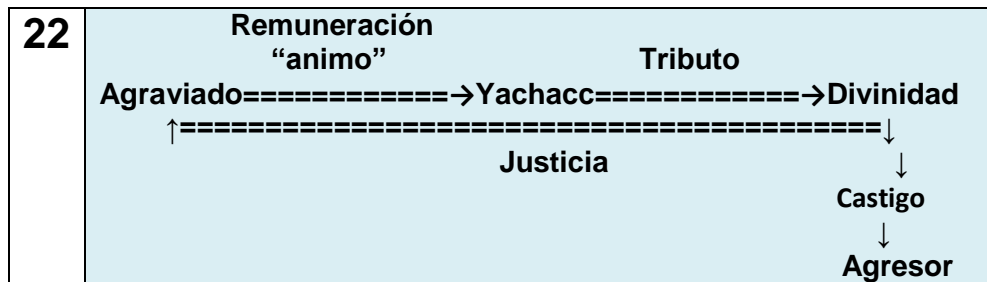 22
Remuneración
“animo” Tributo
Agraviado============→Yachacc============→Divinidad
↑=========================================↓
Justicia ↓
Castigo
↓
Agresor